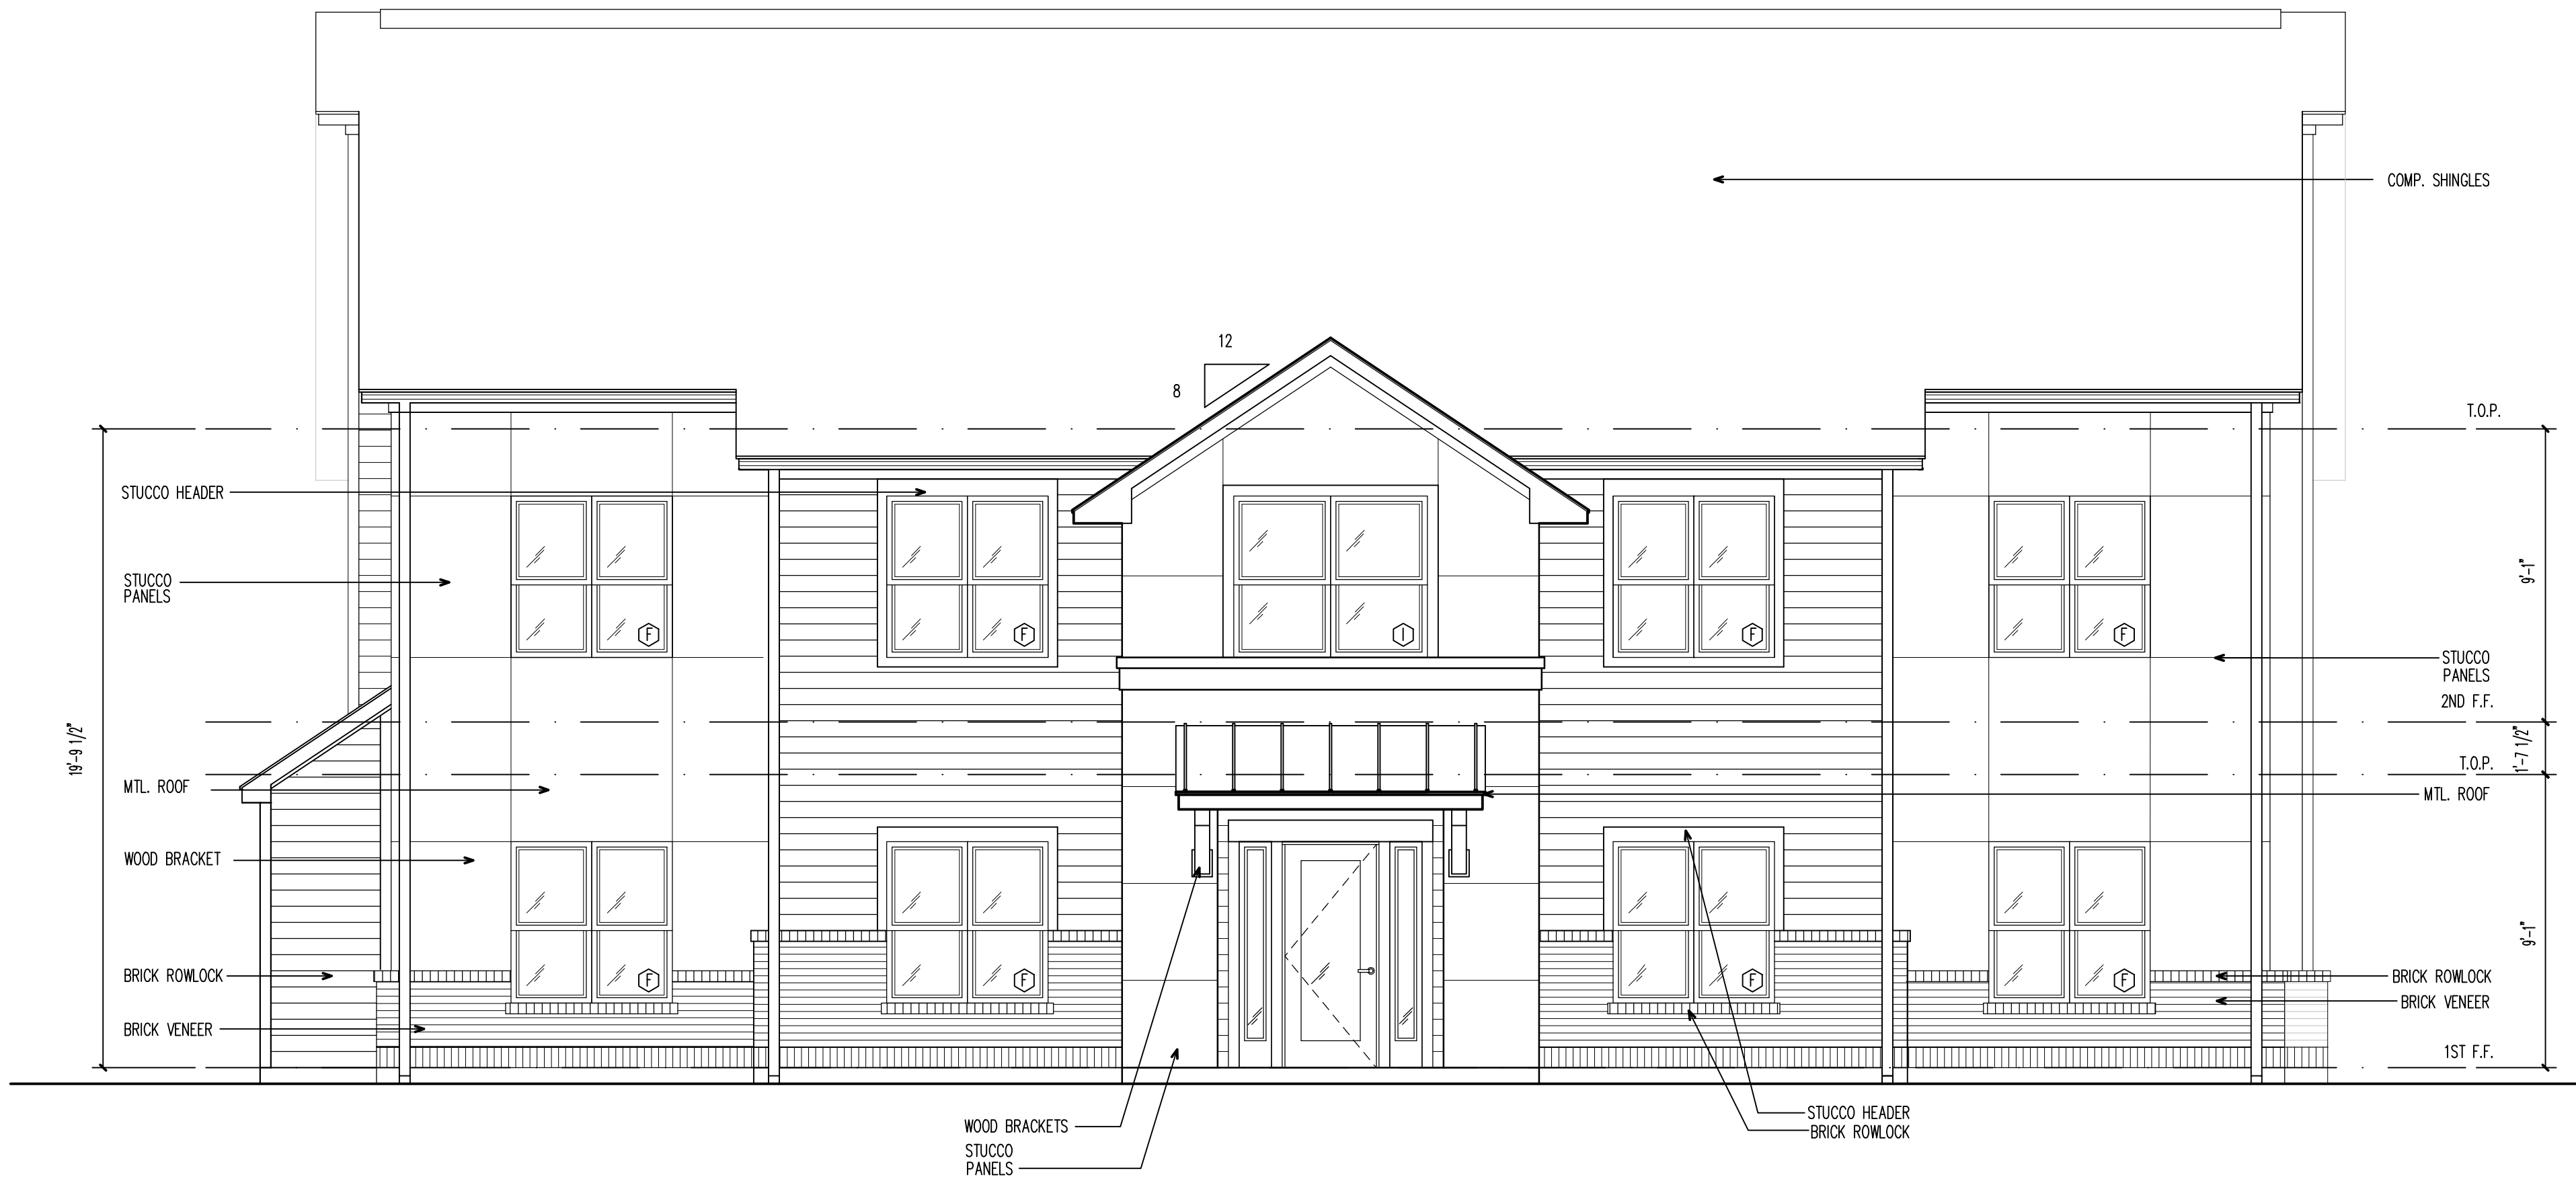 COMP. SHINGLES
12
8
T.O.P.
STUCCO HEADER
STUCCO
PANELS
9'-1"
F
F
I
F
F
STUCCO
PANELS
2ND F.F.
19'-9 1/2"
1'-7 1/2"
T.O.P.
MTL. ROOF
MTL. ROOF
WOOD BRACKET
9'-1"
BRICK ROWLOCK
F
F
F
F
BRICK ROWLOCK
BRICK VENEER
BRICK VENEER
1ST F.F.
WOOD BRACKETS
STUCCO
PANELS
STUCCO HEADER
BRICK ROWLOCK